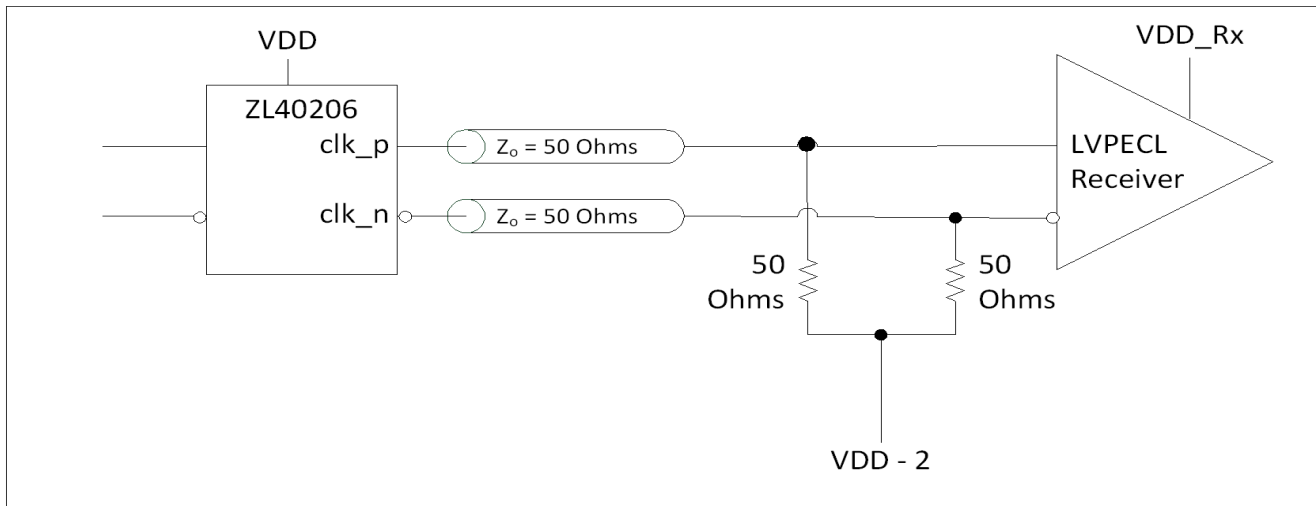 VDD
VDD_Rx
ZL40206
clk_p
Zₒ = 50 Ohms
LVPECL
Receiver
clk_n
Zₒ = 50 Ohms
50
Ohms
50
Ohms
VDD - 2